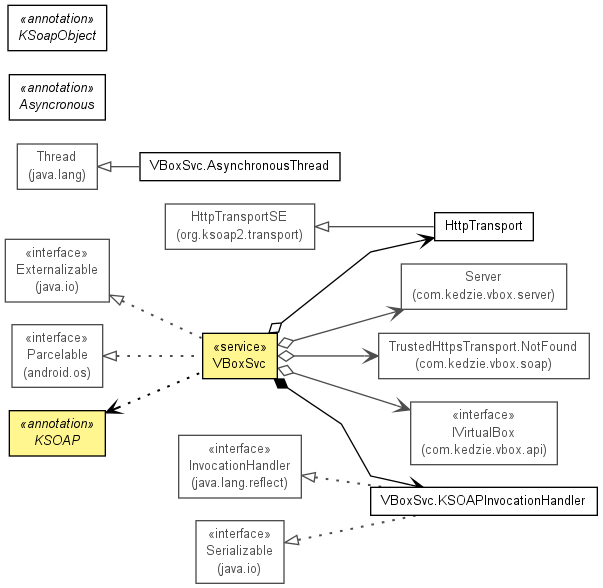 «annotation»
KSoapObject
«annotation»
Asyncronous
Thread
(java.lang)
VBoxSvc.AsynchronousThread
HttpTransportSE
(org.ksoap2.transport)
HttpTransport
«interface»
Externalizable
(java.io)
Server
(com.kedzie.vbox.server)
«interface»
Parcelable
(android.os)
«service»
VBoxSvc
TrustedHttpsTransport.NotFound
(com.kedzie.vbox.soap)
«annotation»
KSOAP
«interface»
IVirtualBox
(com.kedzie.vbox.api)
«interface»
InvocationHandler
(java.lang.reflect)
VBoxSvc.KSOAPInvocationHandler
«interface»
Serializable
(java.io)